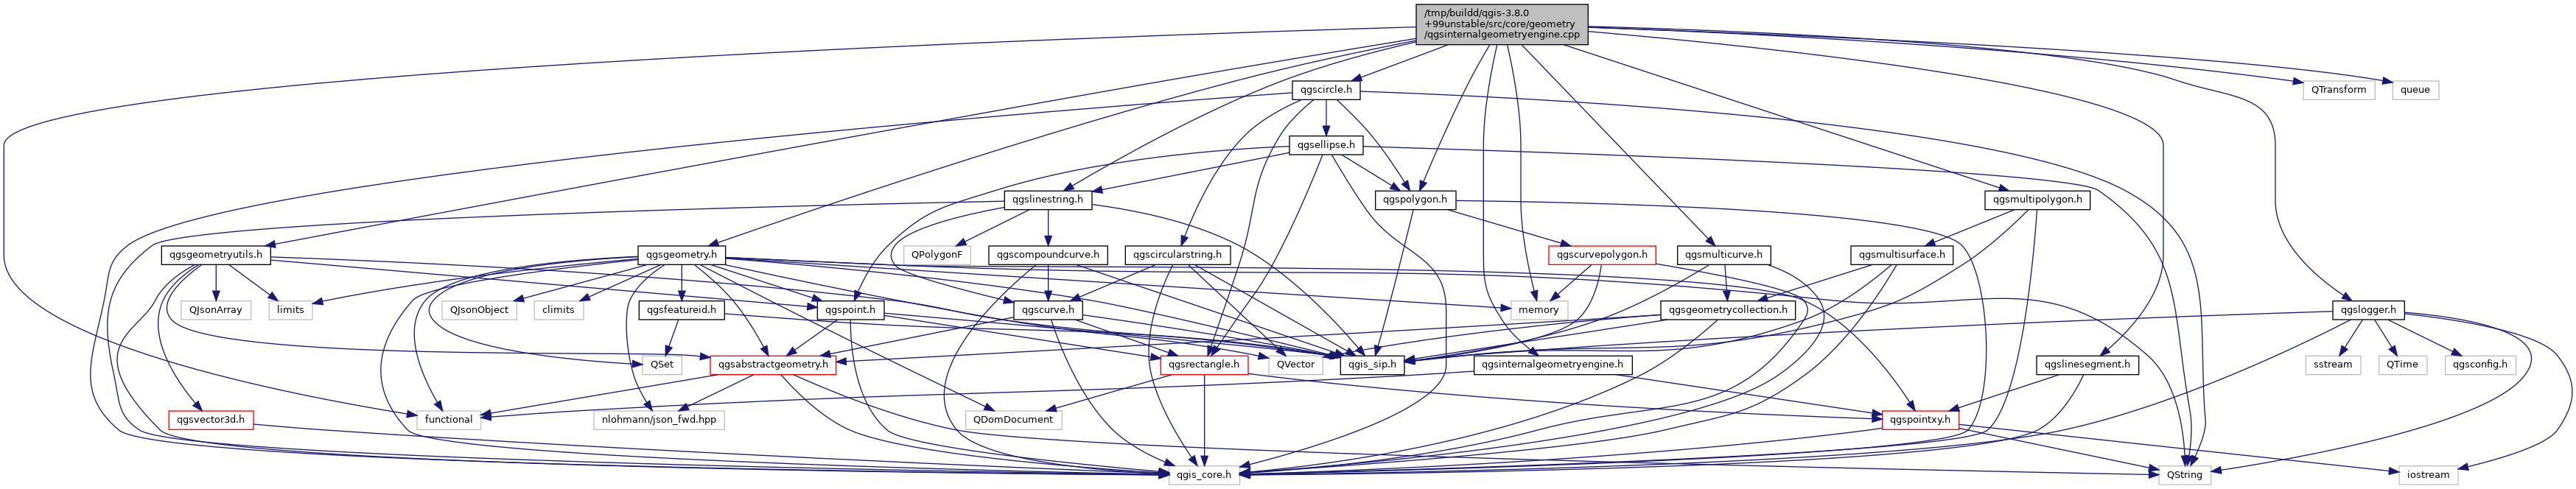 /tmp/buildd/qgis-3.8.0
+99unstable/src/core/geometry
/qgsinternalgeometryengine.cpp
qgscircle.h
QTransform
queue
qgsellipse.h
qgslinestring.h
qgspolygon.h
qgsmultipolygon.h
qgsgeometryutils.h
qgsgeometry.h
QPolygonF
qgscompoundcurve.h
qgscircularstring.h
qgscurvepolygon.h
qgsmulticurve.h
qgsmultisurface.h
QJsonArray
limits
QJsonObject
climits
qgsfeatureid.h
qgspoint.h
qgscurve.h
memory
qgsgeometrycollection.h
qgslogger.h
QSet
qgsabstractgeometry.h
qgsrectangle.h
QVector
qgis_sip.h
qgsinternalgeometryengine.h
qgslinesegment.h
sstream
QTime
qgsconfig.h
qgsvector3d.h
functional
nlohmann/json_fwd.hpp
QDomDocument
qgspointxy.h
qgis_core.h
QString
iostream